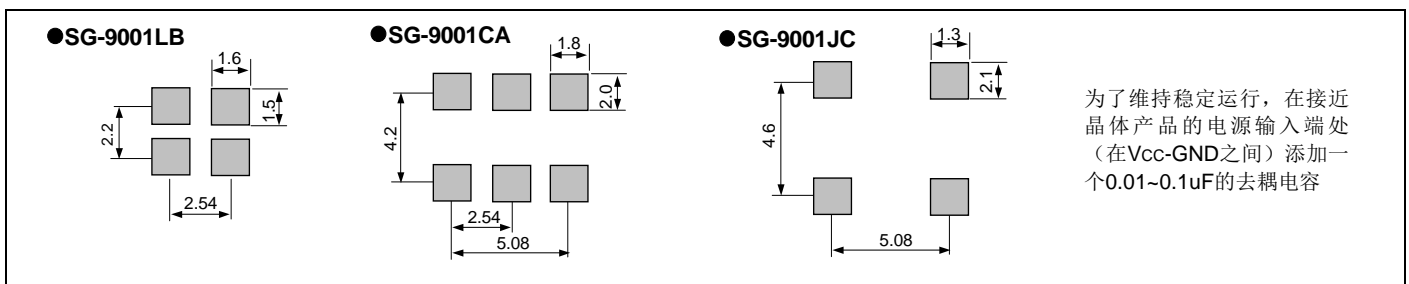 ●SG-9001LB
1.6
1.5
2.2
2.54
●SG-9001CA
1.8
2.0
4.2
2.54
5.08
●SG-9001JC
1.3
2.1
4.6
5.08
为了维持稳定运行，在接近
晶体产品的电源输入端处
（在Vcc-GND之间）添加一
个0.01~0.1uF的去耦电容